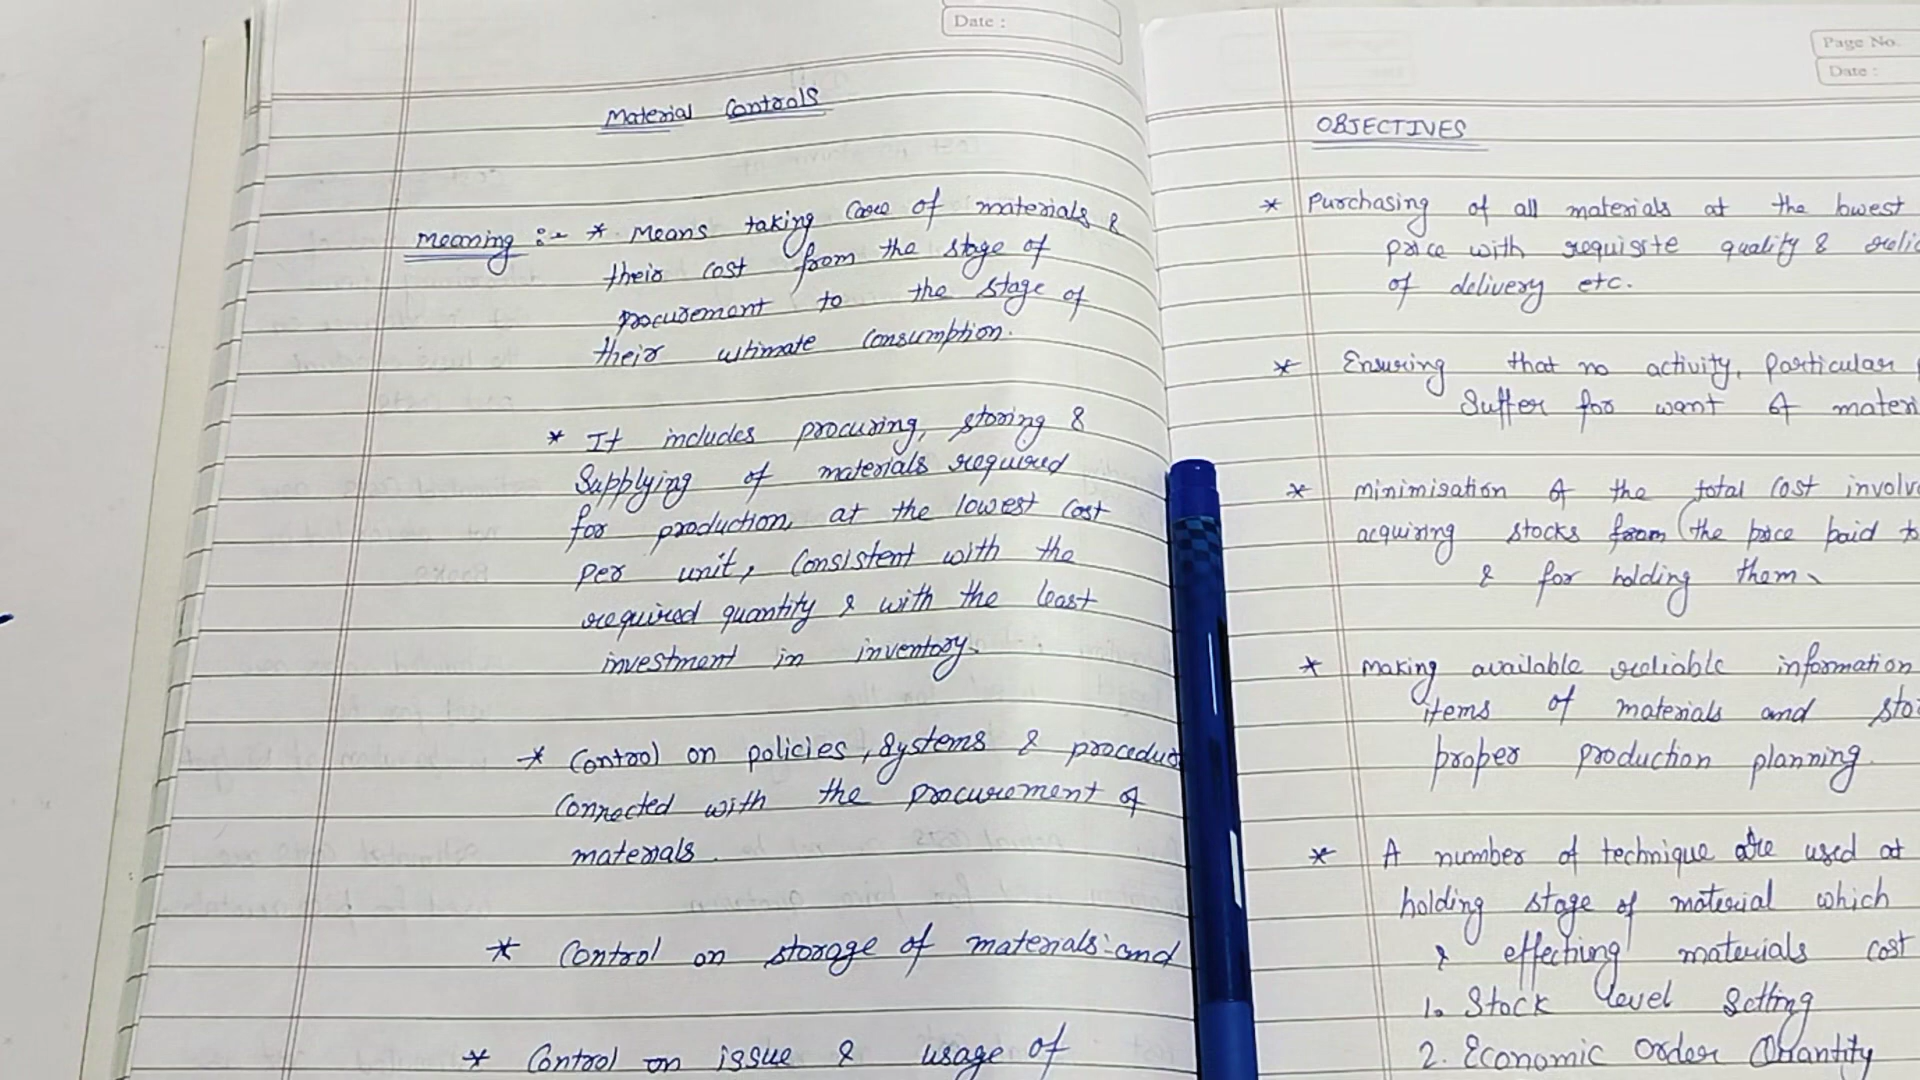 Date :
Material Controls
Meaning :- * Means taking care of materials &
their cost from the stage of
procurement to the stage of
their ultimate consumption.
* It includes procuring, storing &
Supplying of materials required
for production, at the lowest cost
per unit, consistent with the
required quantity & with the least
investment in inventory.
* Control on policies, systems & procedu
Connected with the procurement of
materials.
* Control on storage of materials and
* Control on issue & usage of
Page No.
Date :
OBJECTIVES
* Purchasing of all materials at the lowest
price with requisite quality &
of delivery etc.
* Ensuring that no activity, particular
Suffer for want of materi
* minimisation of the total cost involv
acquiring stocks from (the price paid to
& for holding them.
* making available reliable information
items of materials and sto
proper production planning.
* A number of technique are used at
holding stage of material which
& effecting materials cost
1. Stock level Setting
2. Economic Order Quantity